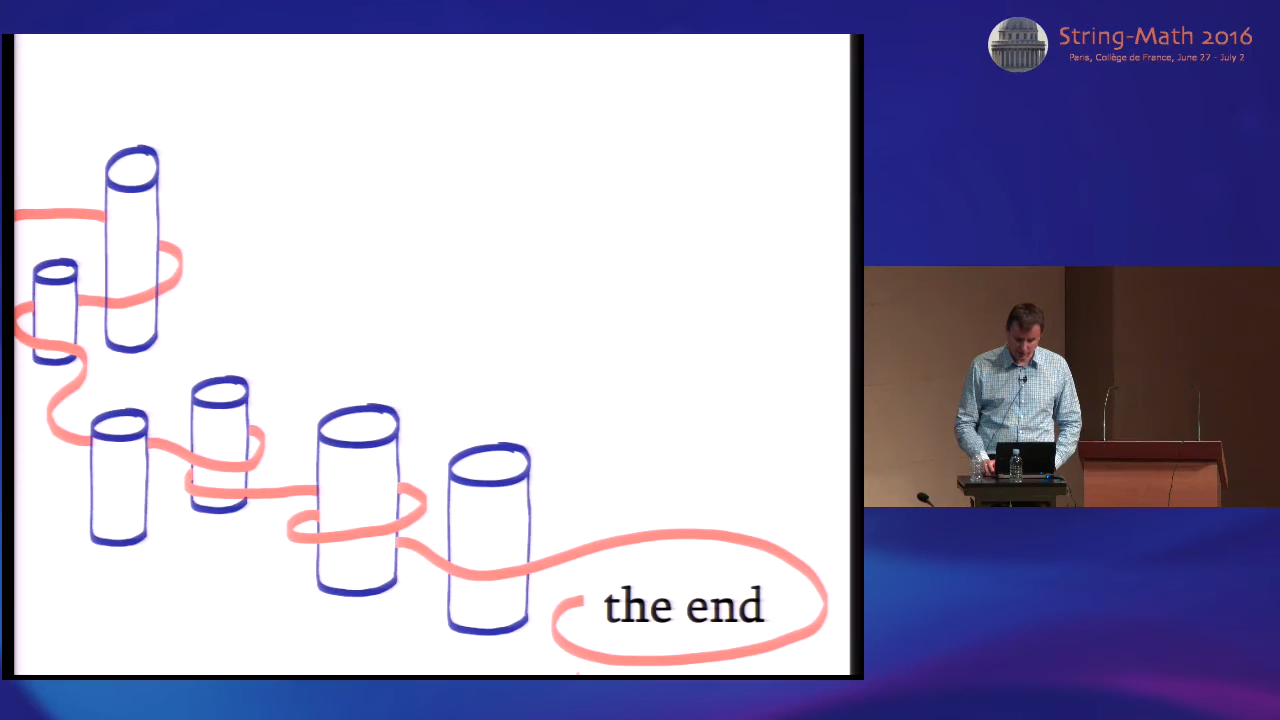 String-Math 2016
Paris, Collège de France, June 27 - July 2
the end